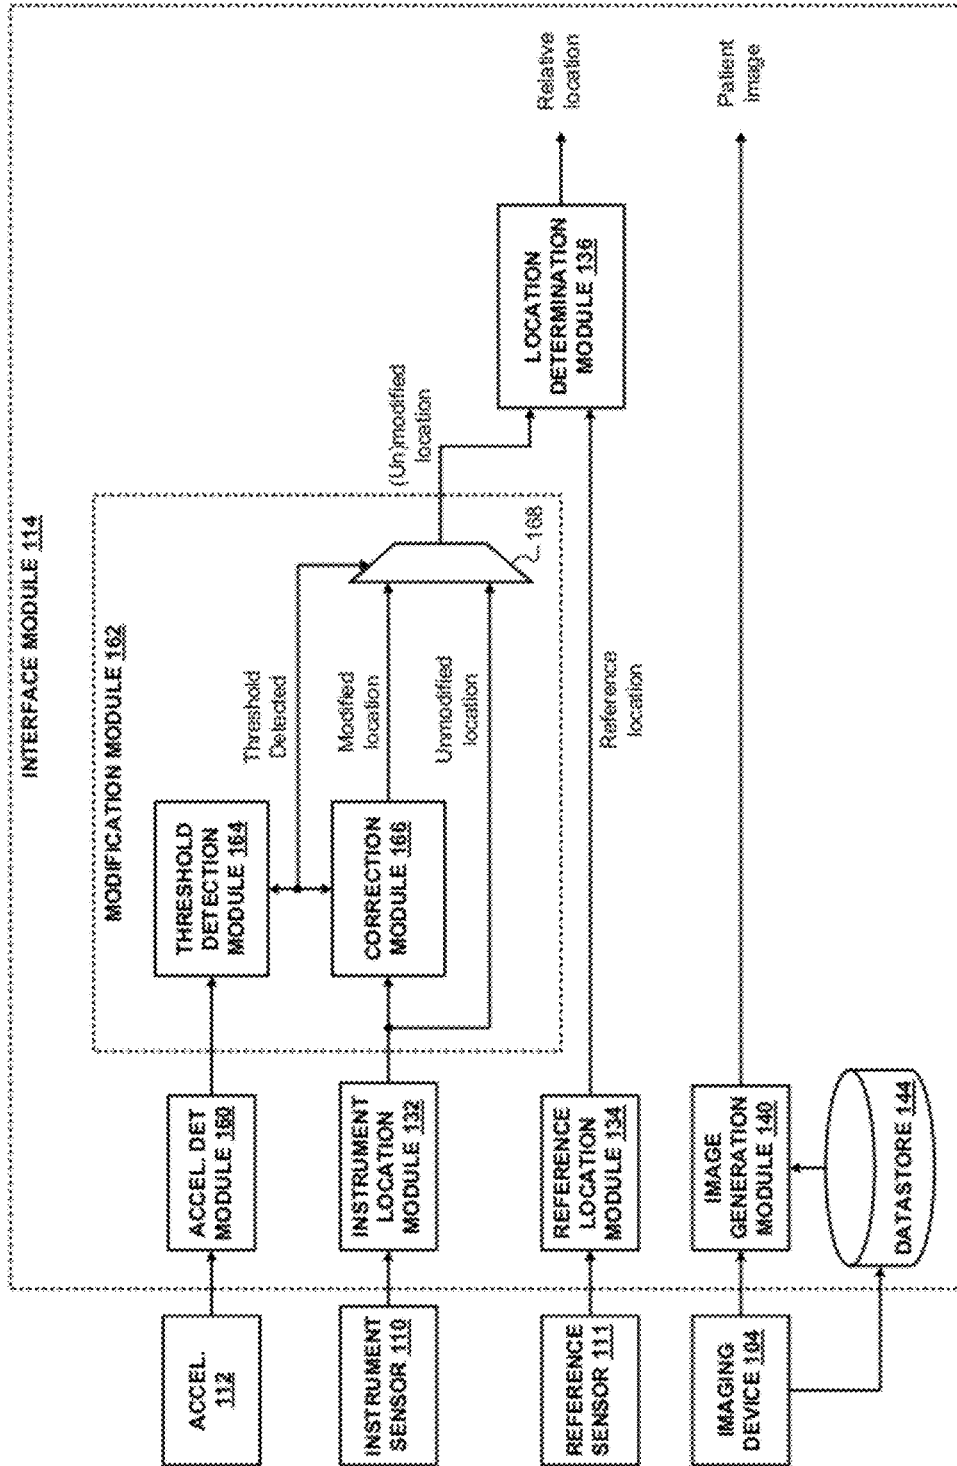 INTERFACE MODULE 114
MODIFICATION MODULE 162
ACCEL.
112
ACCEL. DET
MODULE 160
THRESHOLD
DETECTION
MODULE 164
Threshold
Detected
INSTRUMENT
SENSOR 110
INSTRUMENT
LOCATION
MODULE 132
CORRECTION
MODULE 166
Modified
location
Unmodified
location
168
(Un)modified
location
REFERENCE
SENSOR 111
REFERENCE
LOCATION
MODULE 134
Reference
location
LOCATION
DETERMINATION
MODULE 136
Relative
location
IMAGING
DEVICE 104
IMAGE
GENERATION
MODULE 140
Patient
image
DATASTORE 144